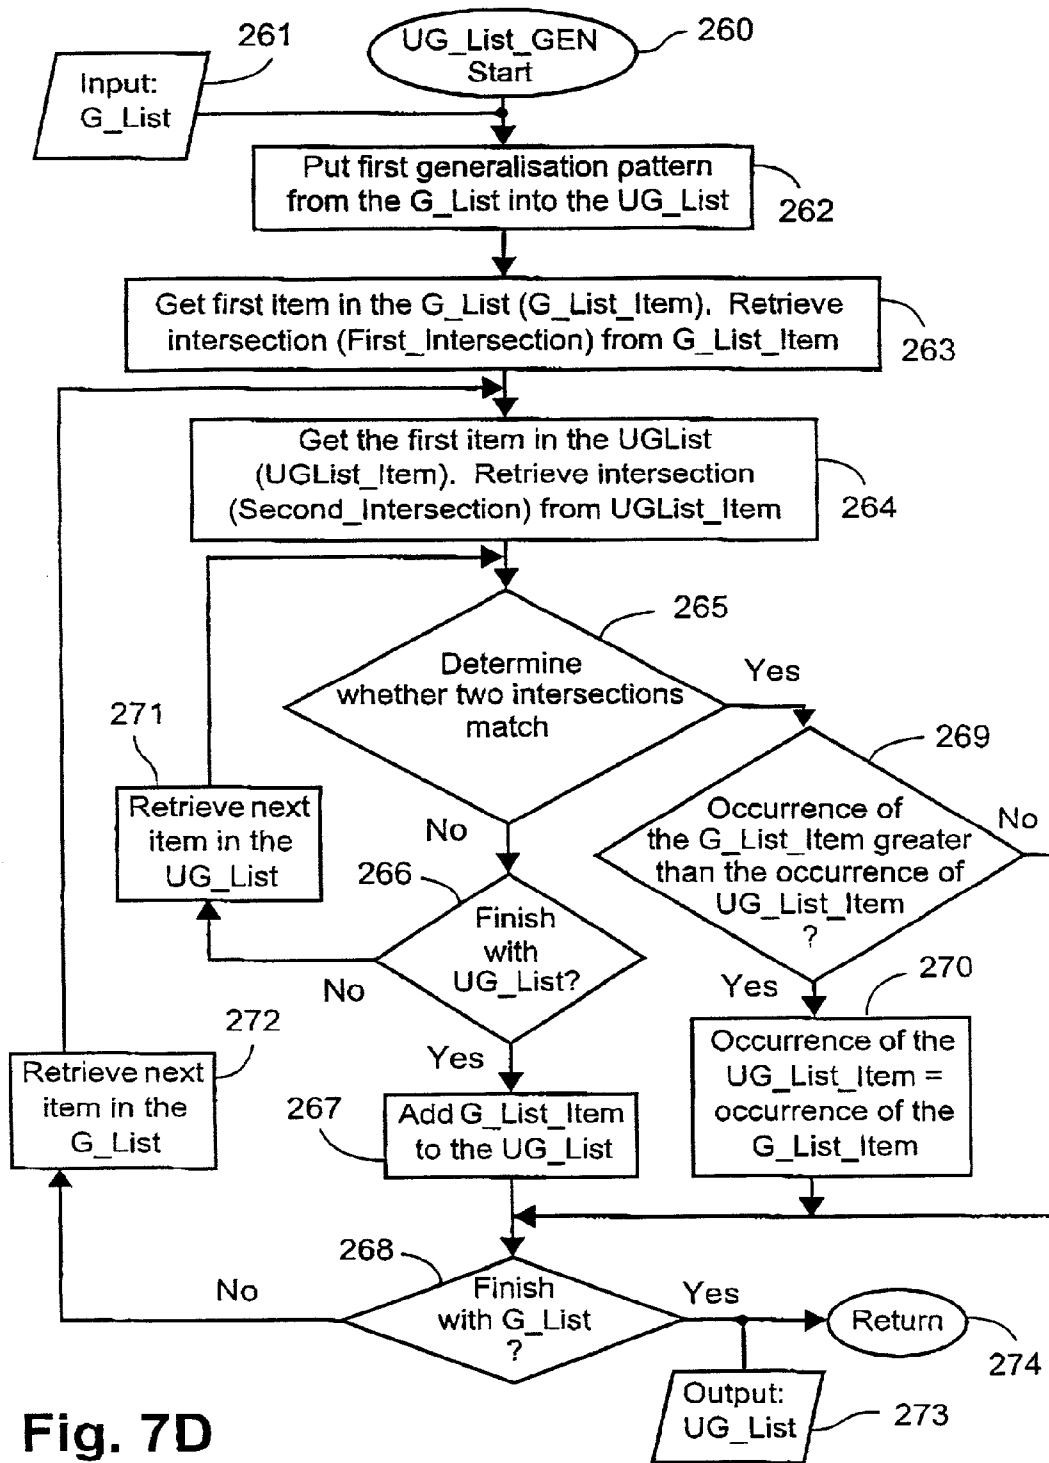 261
UG_List_GEN
Start
260
Input:
G_List
Put first generalisation pattern
from the G_List into the UG_List
262
Get first item in the G_List (G_List_Item). Retrieve
intersection (First_Intersection) from G_List_Item
263
Get the first item in the UGList
(UGList_Item). Retrieve intersection
(Second_Intersection) from UGList_Item
264
265
Determine
whether two intersections
match
Yes
271
Retrieve next
item in the
UG_List
No
269
Occurrence of
the G_List_Item greater
than the occurrence of
UG_List_Item
?
No
266
Finish
with
UG_List?
No
Yes
Yes
270
Occurrence of the
UG_List_Item =
occurrence of the
G_List_Item
272
Retrieve next
item in the
G_List
267
Add G_List_Item
to the UG_List
268
Finish
with G_List
?
No
Yes
Return
274
Output:
UG_List
273
Fig. 7D